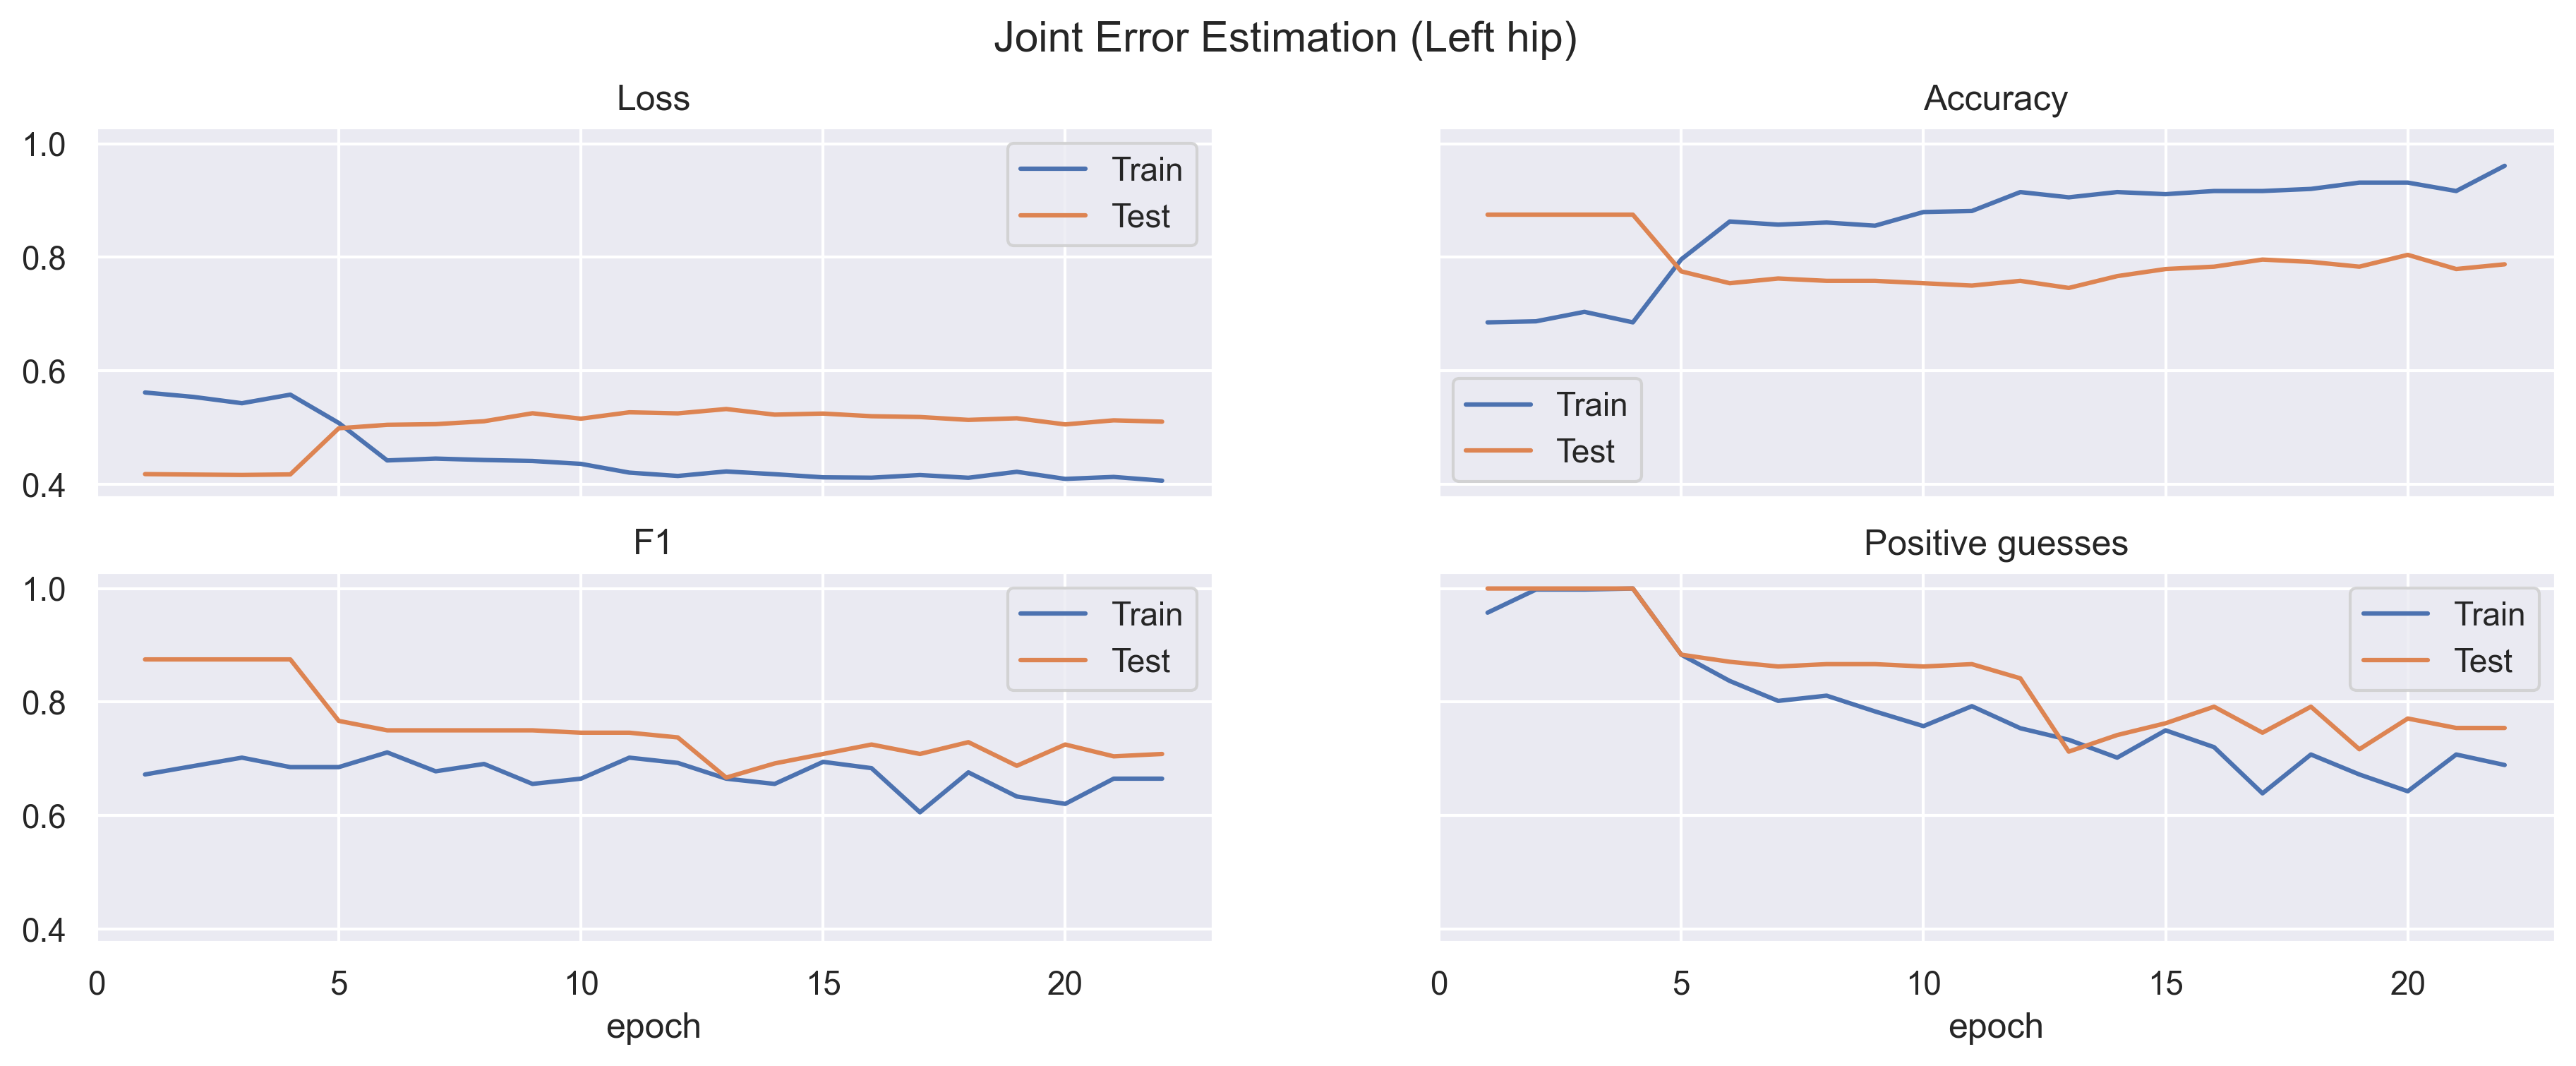 Joint Error Estimation (Left hip)
Loss
1.0
0.8
0.6
0.4
Train
Test
Accuracy
Train
Test
F1
1.0
0.8
0.6
0.4
Train
Test
0 5 10 15 20
epoch
Positive guesses
Train
Test
0 5 10 15 20
epoch